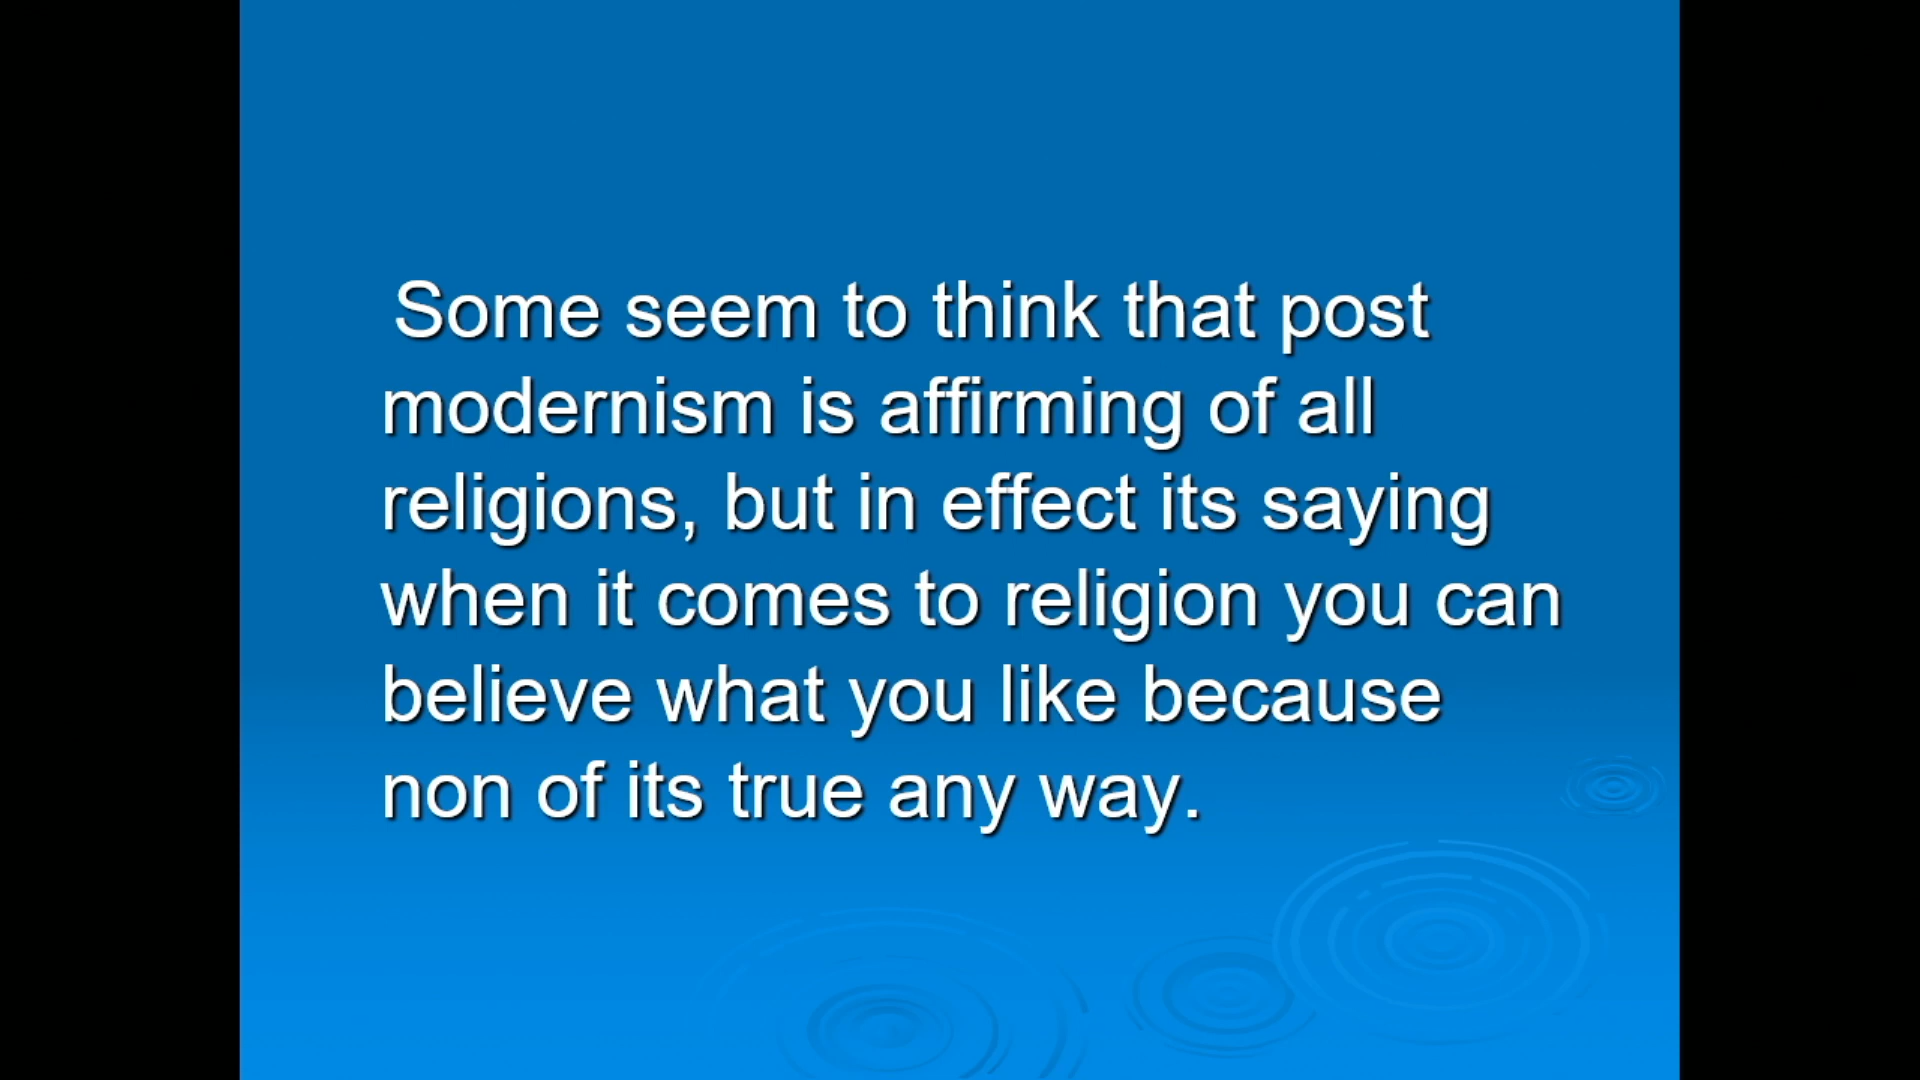 Some seem to think that post
modernism is affirming of all
religions, but in effect its saying
when it comes to religion you can
believe what you like because
non of its true any way.